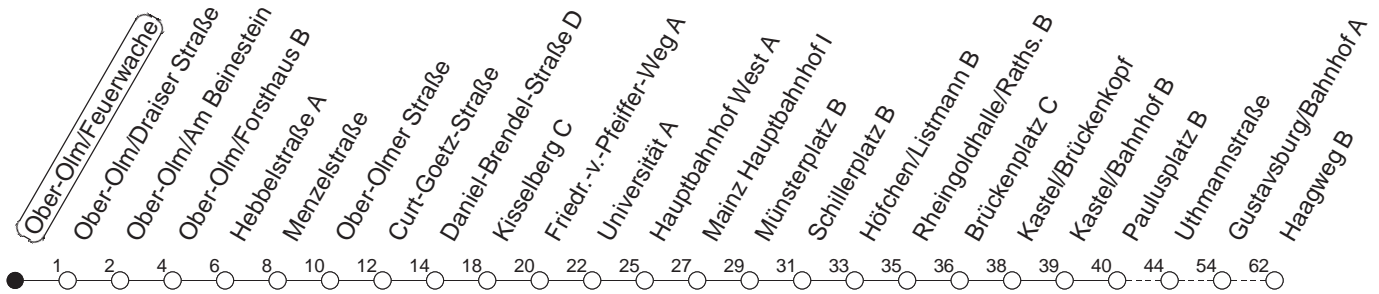 Ober-Olm/Feuerwache
Ober-Olm/Draiser Straße
Ober-Olm/Am Beinestein
Ober-Olm/Forsthaus B
Hebbelstraße A
Menzelstraße
Ober-Olmer Straße
Curt-Goetz-Straße
Daniel-Brendel-Straße D
Kisselberg C
Friedr.-v.-Pfeiffer-Weg A
Universität A
Hauptbahnhof West A
Mainz Hauptbahnhof I
Münsterplatz B
Schillerplatz B
Höfchen/Listmann B
Rheingoldhalle/Raths. B
Brückenplatz C
Kastel/Brückenkopf
Kastel/Bahnhof B
Paulusplatz B
Uthmannstraße
Gustavsburg/Bahnhof A
Haagweg B
1 2 4 6 8 10 12 14 18 20 22 25 27 29 31 33 35 36 38 39 40 44 54 62